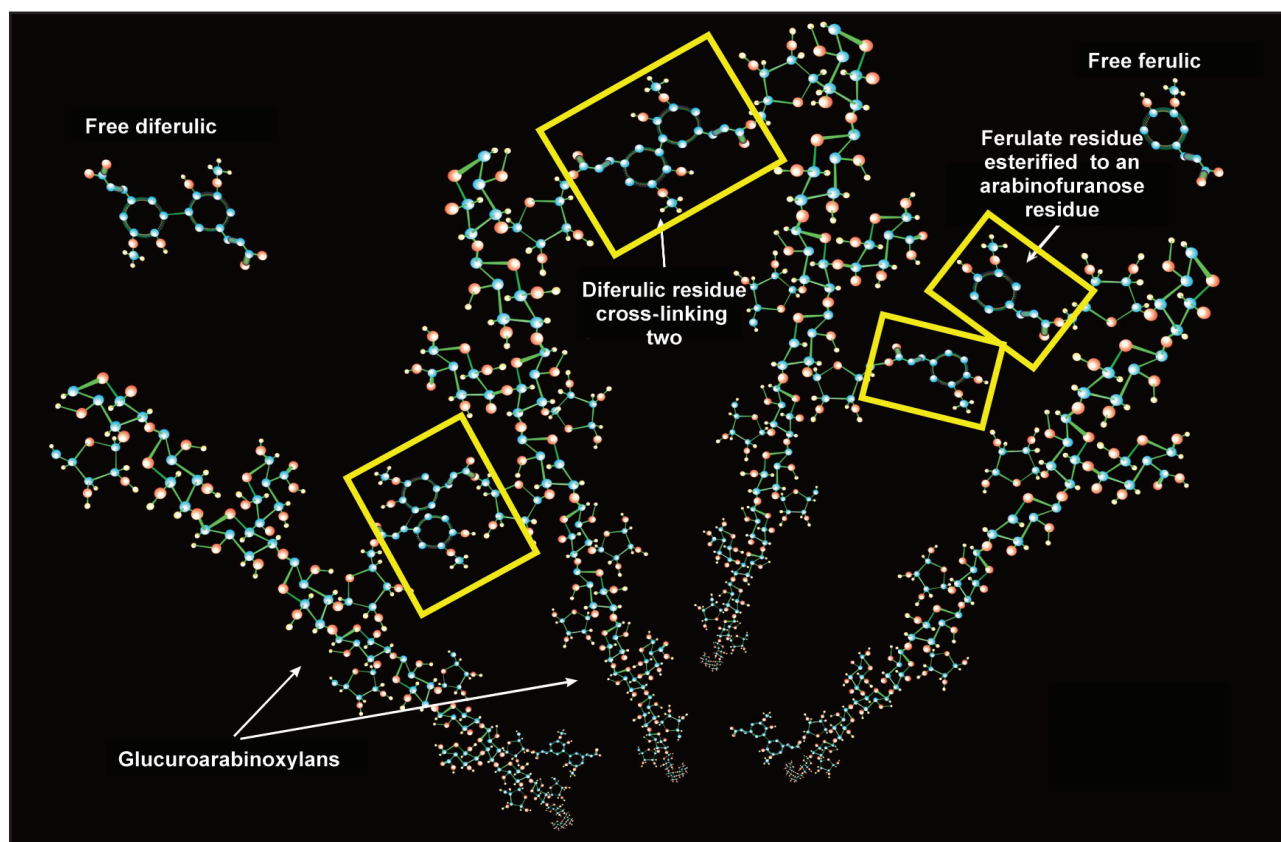 Free diferulic
Free ferulic
Ferulate residue
esterified to an
arabinofuranose
residue
Diferulic residue
cross-linking
two
Glucuroarabinoxylans